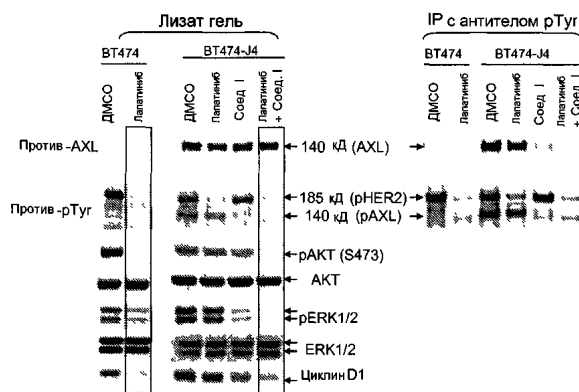 Лизат гель
IP с антителом pTyr
BT474
BT474-J4
BT474
BT474-J4
ДМСО
Лапатиниб
ДМСО
Лапатиниб
Соед I
Лапатиниб
+ Соед. I
ДМСО
Лапатиниб
ДМСО
Лапатиниб
Соед I
Лапатиниб
+ Соед I
Против-AXL
140 кД (AXL)
185 кД (pHER2)
Против-pTyr
140 кД (pAXL)
pAKT (S473)
AKT
pERK1/2
ERK1/2
Циклин D1